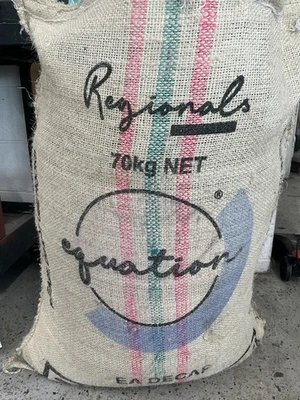 Regionals
70kg NET
®
equation
EA DECAF